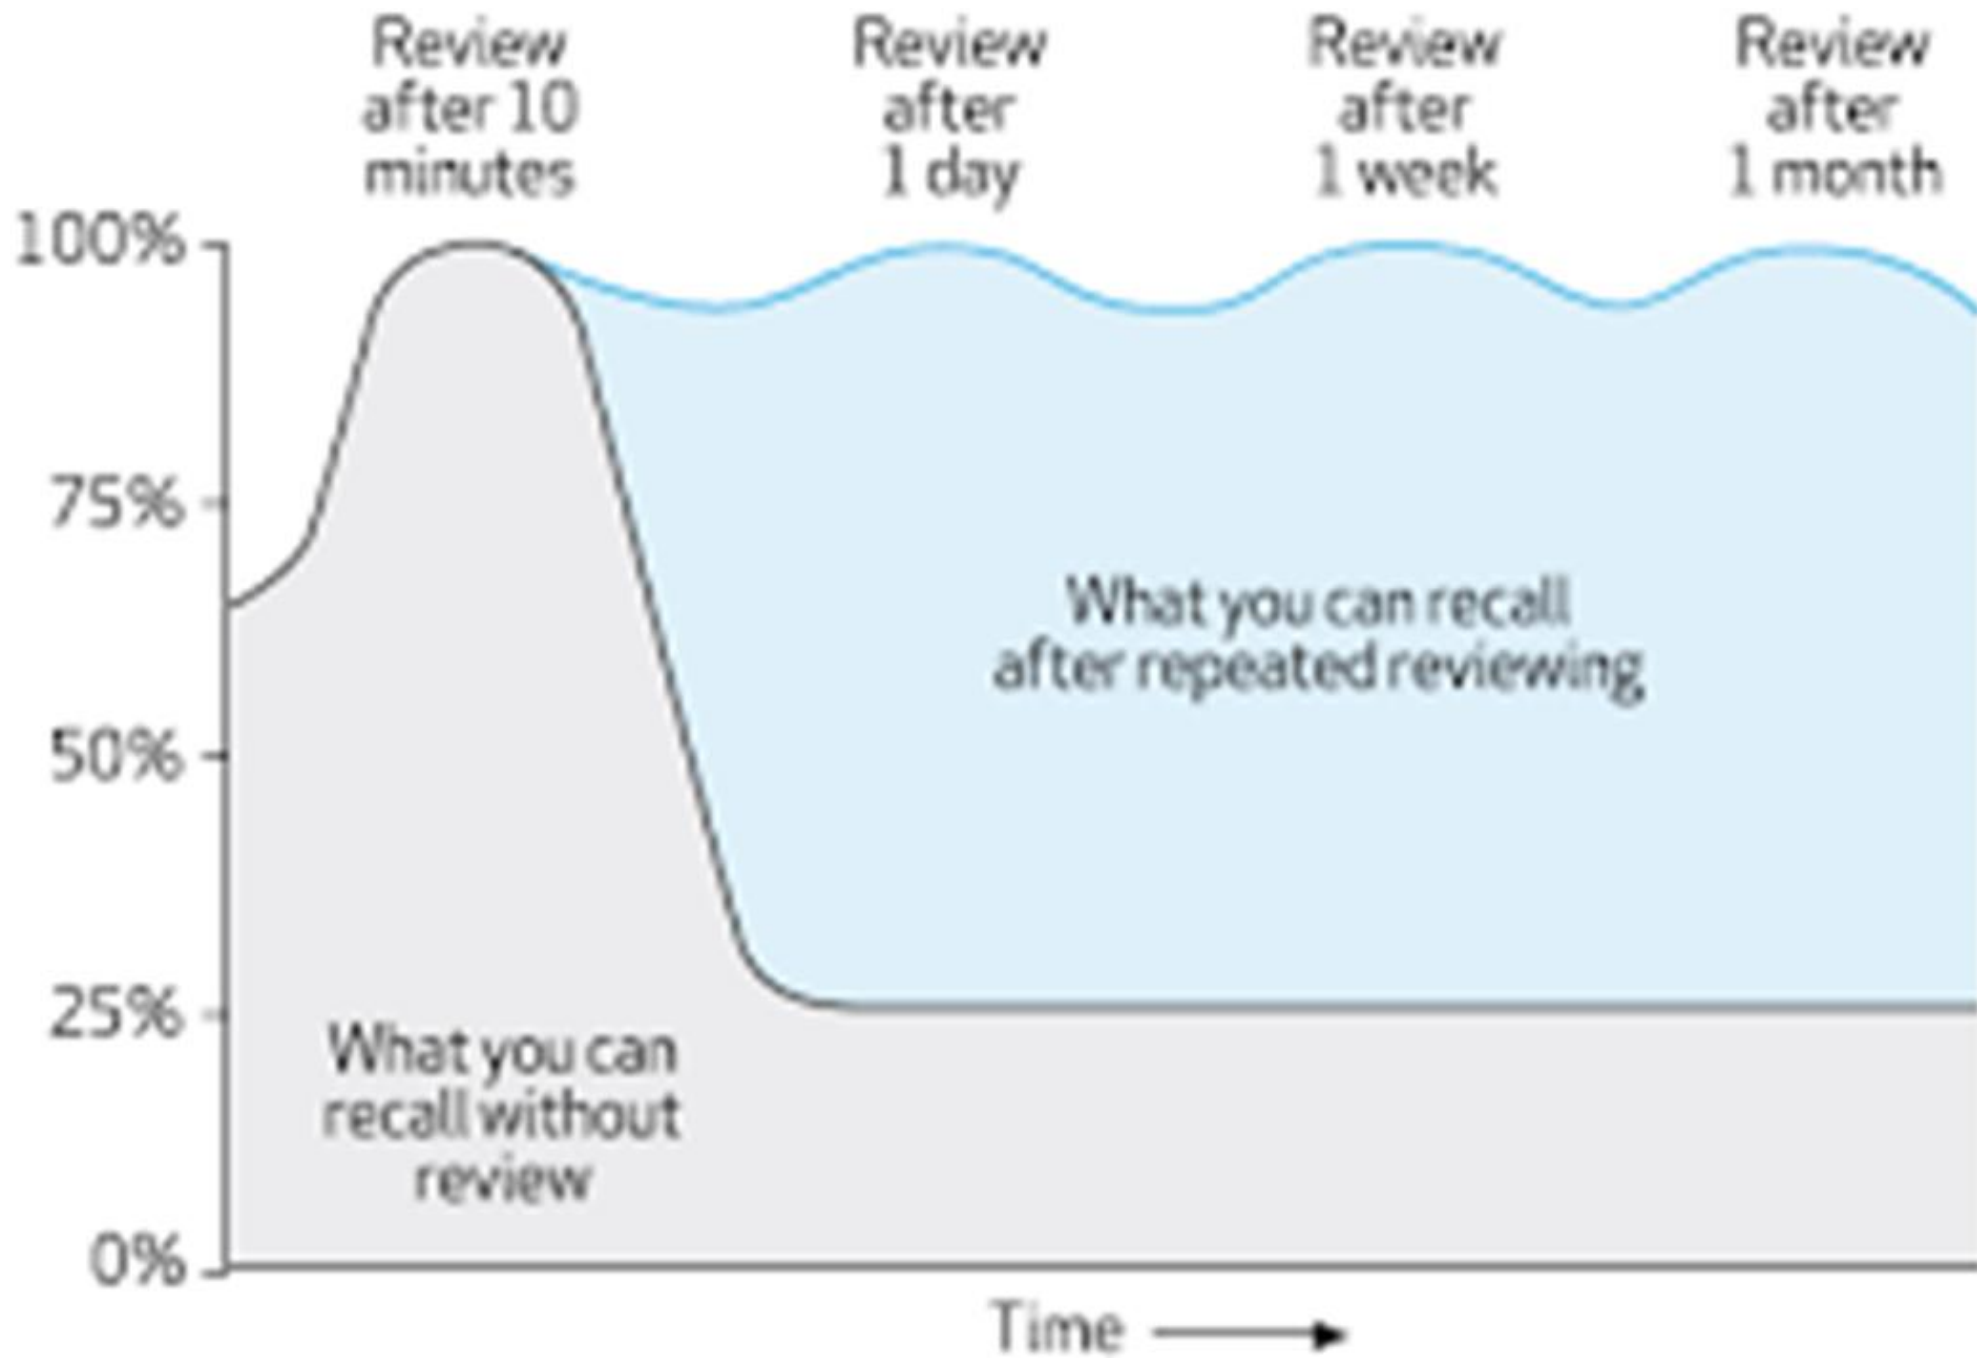 Review
after 10
minutes
Review
after
1 day
Review
after
1 week
Review
after
1 month
100%
75%
50%
25%
0%
What you can recall
after repeated reviewing
What you can
recall without
review
Time